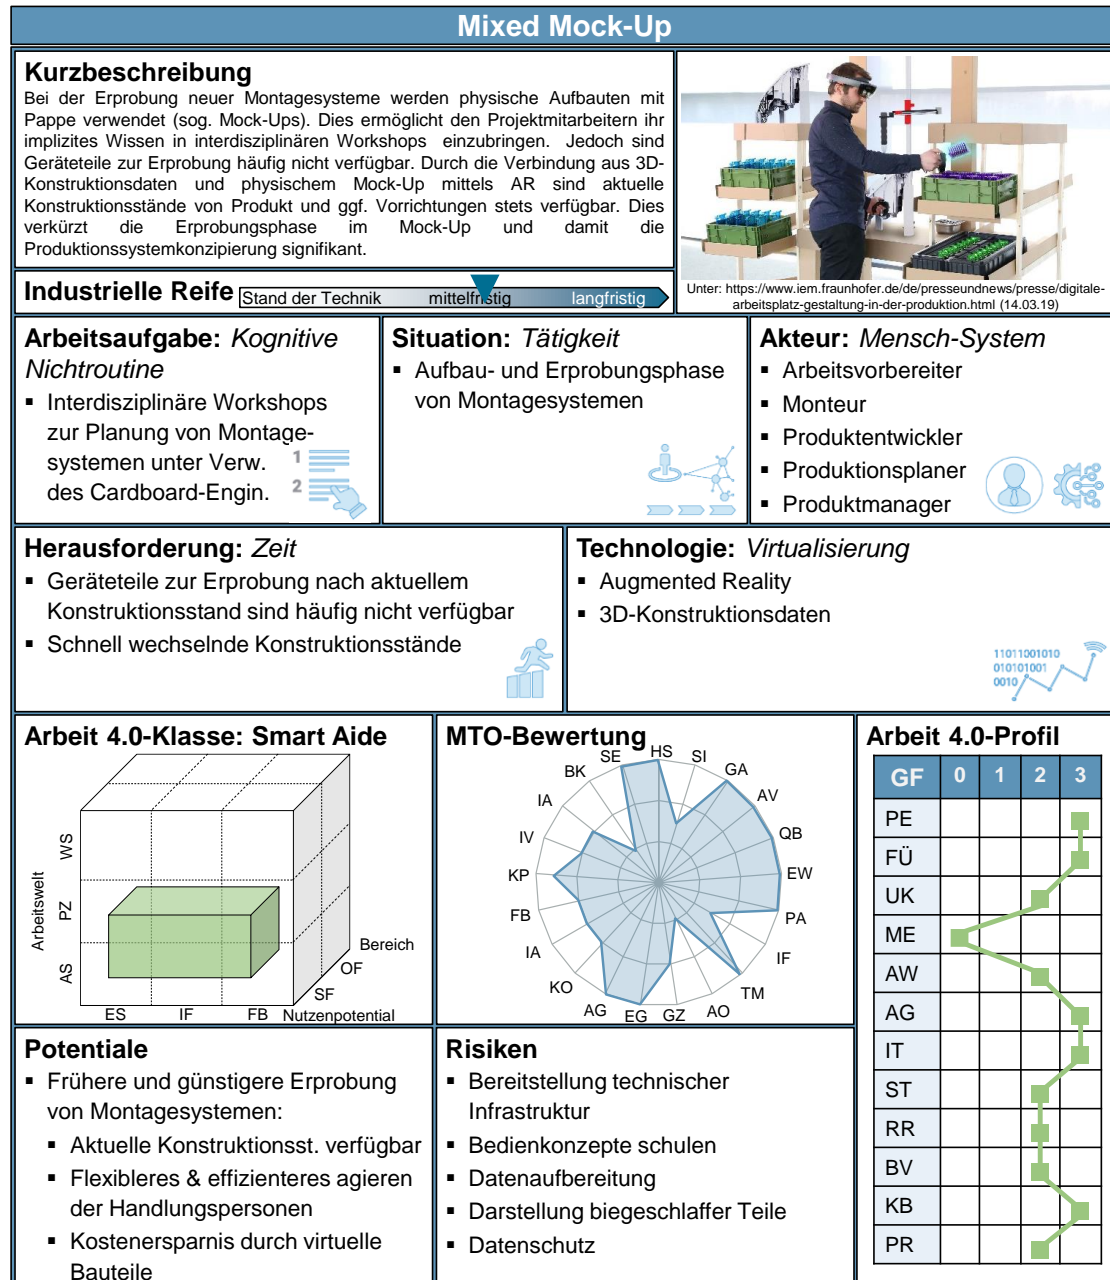 Mixed Mock-Up
Kurzbeschreibung
Bei der Erprobung neuer Montagesysteme werden physische Aufbauten mit
Pappe verwendet (sog. Mock-Ups). Dies ermöglicht den Projektmitarbeitern ihr
implizites Wissen in interdisziplinären Workshops einzubringen. Jedoch sind
Geräteteile zur Erprobung häufig nicht verfügbar. Durch die Verbindung aus 3D-
Konstruktionsdaten und physischem Mock-Up mittels AR sind aktuelle
Konstruktionsstände von Produkt und ggf. Vorrichtungen stets verfügbar. Dies
verkürzt die Erprobungsphase im Mock-Up und damit die
Produktionssystemkonzipierung signifikant.
Unter: https://www.iem.fraunhofer.de/de/presseundnews/presse/digitale-
arbeitsplatz-gestaltung-in-der-produktion.html (14.03.19)
Industrielle Reife
Stand der Technik mittelfristig langfristig
Arbeitsaufgabe: Kognitive
Nichtroutine
▪ Interdisziplinäre Workshops
zur Planung von Montage-
systemen unter Verw.
des Cardboard-Engin.
1
2
Situation: Tätigkeit
▪ Aufbau- und Erprobungsphase
von Montagesystemen
Akteur: Mensch-System
▪ Arbeitsvorbereiter
▪ Monteur
▪ Produktentwickler
▪ Produktionsplaner
▪ Produktmanager
Herausforderung: Zeit
▪ Geräteteile zur Erprobung nach aktuellem
Konstruktionsstand sind häufig nicht verfügbar
▪ Schnell wechselnde Konstruktionsstände
Technologie: Virtualisierung
▪ Augmented Reality
▪ 3D-Konstruktionsdaten
11011001010
010101001
0010
Arbeit 4.0-Klasse: Smart Aide
Arbeitswelt
WS
PZ
AS
ES IF FB Nutzenpotential
SF
OF
Bereich
MTO-Bewertung
HS
SI
GA
AV
QB
EW
PA
IF
TM
AO
GZ
EG
AG
KO
IA
FB
KP
IV
IA
BK
SE
Arbeit 4.0-Profil
GF 0 1 2 3
PE
FÜ
UK
ME
AW
AG
IT
ST
RR
BV
KB
PR
Potentiale
▪ Frühere und günstigere Erprobung
von Montagesystemen:
▪ Aktuelle Konstruktionsst. verfügbar
▪ Flexibleres & effizienteres agieren
der Handlungspersonen
▪ Kostenersparnis durch virtuelle
Bauteile
Risiken
▪ Bereitstellung technischer
Infrastruktur
▪ Bedienkonzepte schulen
▪ Datenaufbereitung
▪ Darstellung biegeschlaffer Teile
▪ Datenschutz